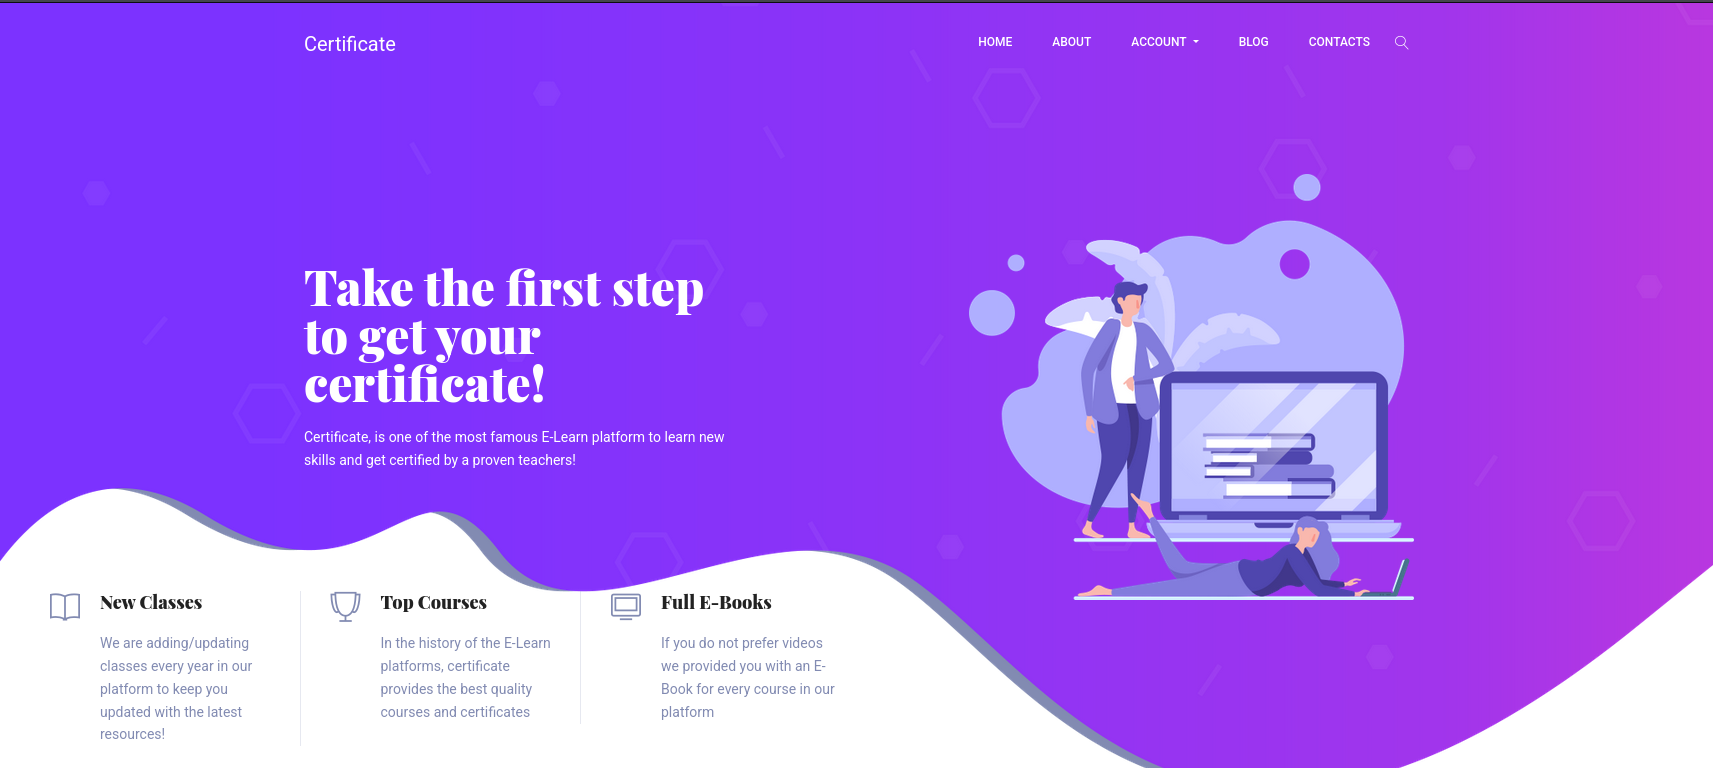 Certificate
HOME ABOUT ACCOUNT BLOG CONTACTS
Take the first step
to get your
certificate!
Certificate, is one of the most famous E-Learn platform to learn new
skills and get certified by a proven teachers!
New Classes
We are adding/updating
classes every year in our
platform to keep you
updated with the latest
resources!
Top Courses
In the history of the E-Learn
platforms, certificate
provides the best quality
courses and certificates
Full E-Books
If you do not prefer videos
we provided you with an E-
Book for every course in our
platform